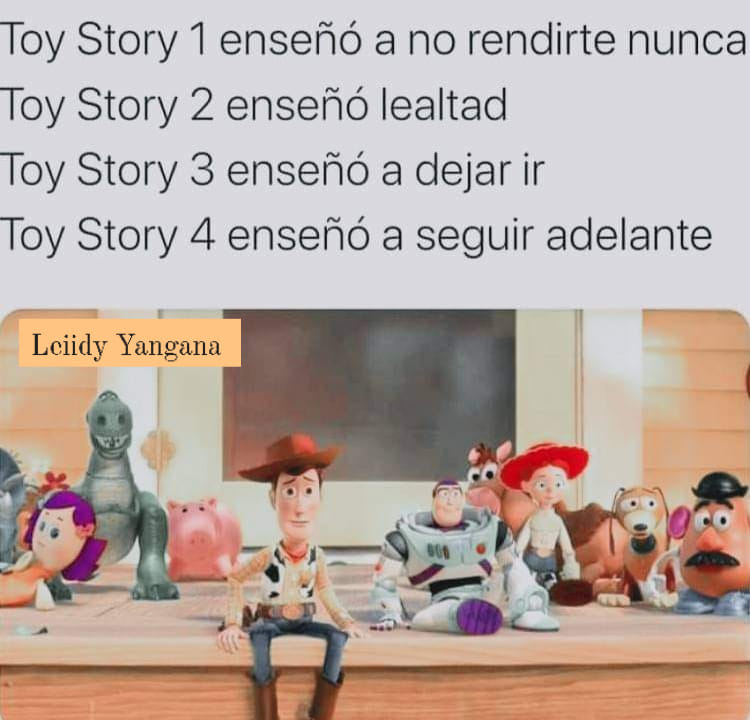 Toy Story 1 enseñó a no rendirte nunca
Toy Story 2 enseñó lealtad
Toy Story 3 enseñó a dejar ir
Toy Story 4 enseñó a seguir adelante
Lciidy Yangana